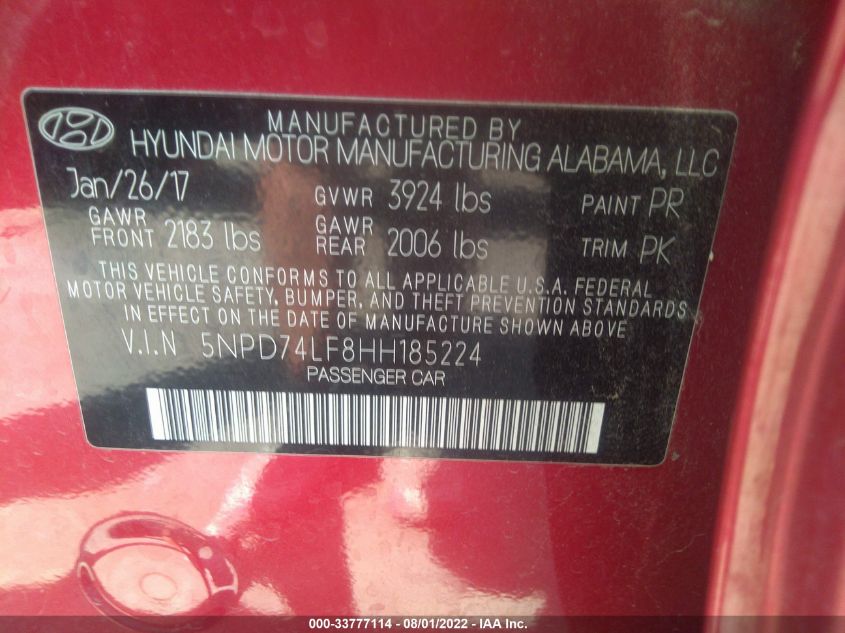 MANUFACTURED BY
HYUNDAI MOTOR MANUFACTURING ALABAMA, LLC
Jan/26/17 GVWR 3924 lbs PAINT PR
GAWR FRONT 2183 lbs GAWR REAR 2006 lbs TRIM PK
THIS VEHICLE CONFORMS TO ALL APPLICABLE U.S.A. FEDERAL
MOTOR VEHICLE SAFETY, BUMPER, AND THEFT PREVENTION STANDARDS
IN EFFECT ON THE DATE OF MANUFACTURE SHOWN ABOVE.
V.I.N 5NPD74LF8HH185224
PASSENGER CAR
000-33777114 - 08/01/2022 - IAA Inc.